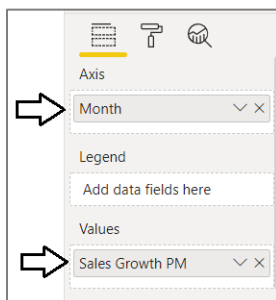 Axis
Month
Legend
Add data fields here
Values
Sales Growth PM